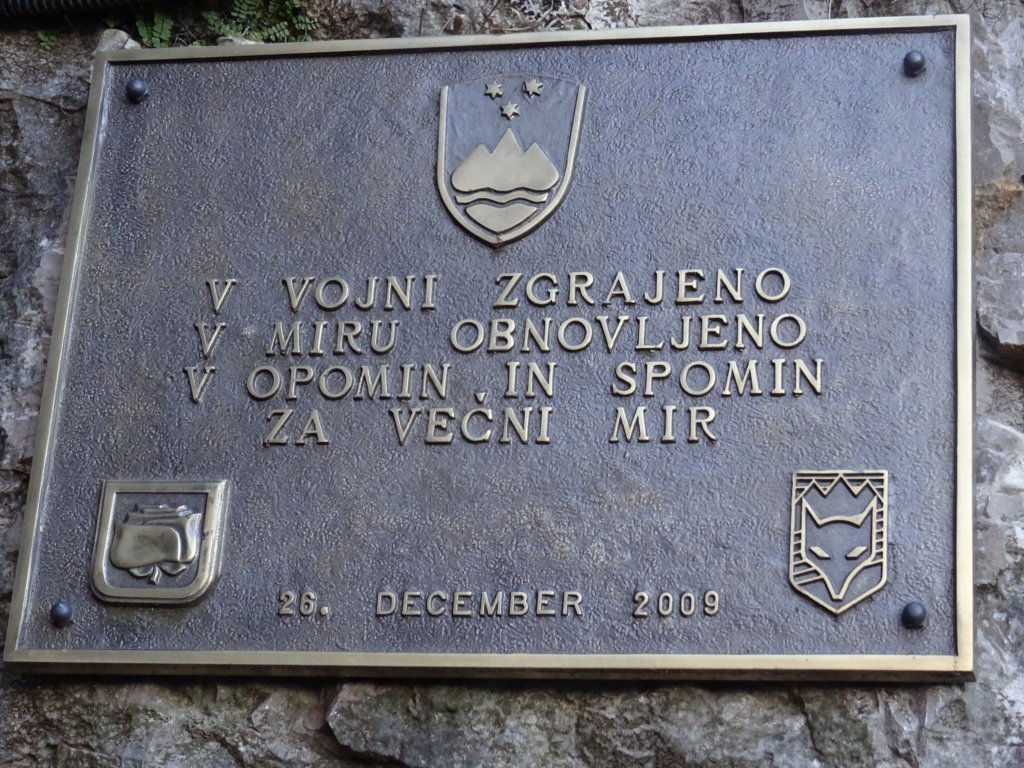 V VOJNI ZGRAJENO
V MIRU OBNOVLJENO
V OPOMIN IN SPOMIN
ZA VEČNI MIR
26. DECEMBER 2009